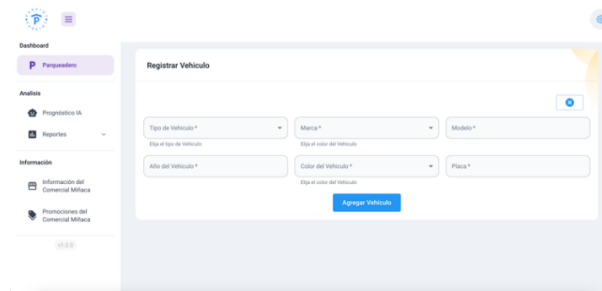 P
Dashboard
P Parqueadero
Registrar Vehículo
Analisis
Prognóstico IA
Reportes
Tipo de Vehículo *
Marca *
Modelo *
Elija el tipo de Vehículo
Elija el color del Vehículo
Año del Vehículo *
Color del Vehículo *
Placa *
Elija el color del Vehículo
Información
Información del
Comercial Miñaca
Promociones del
Comercial Miñaca
Agregar Vehículo
v1.0.0